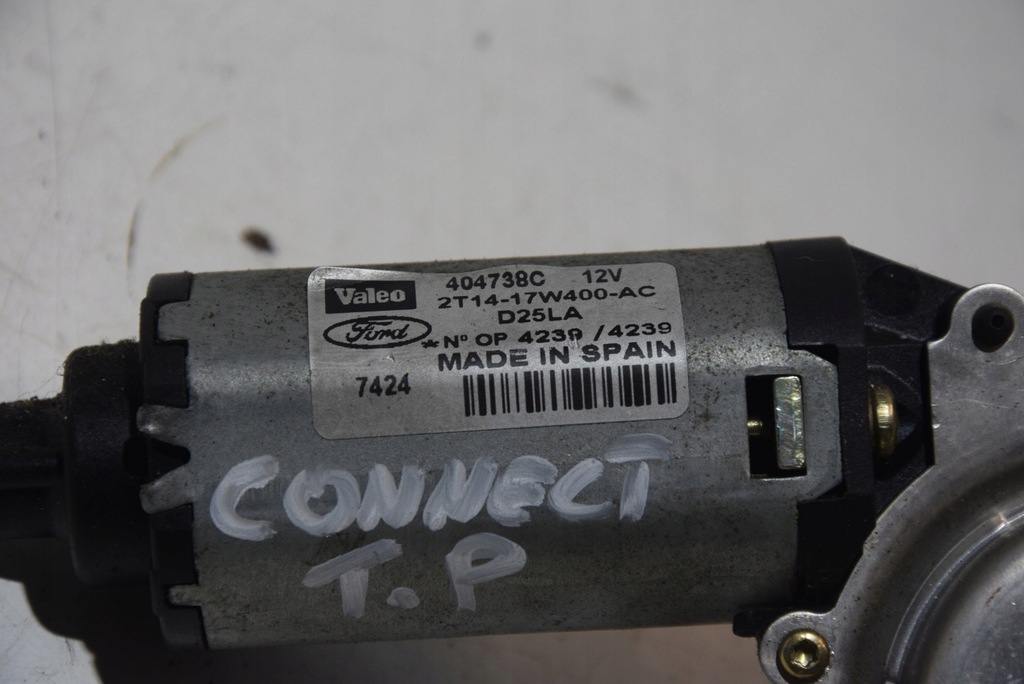 Valeo 404738C 12V
2T14-17W400-AC
D25LA
Ford *Nº OP 4239 /4239
MADE IN SPAIN
7424
CONNECT
T.P